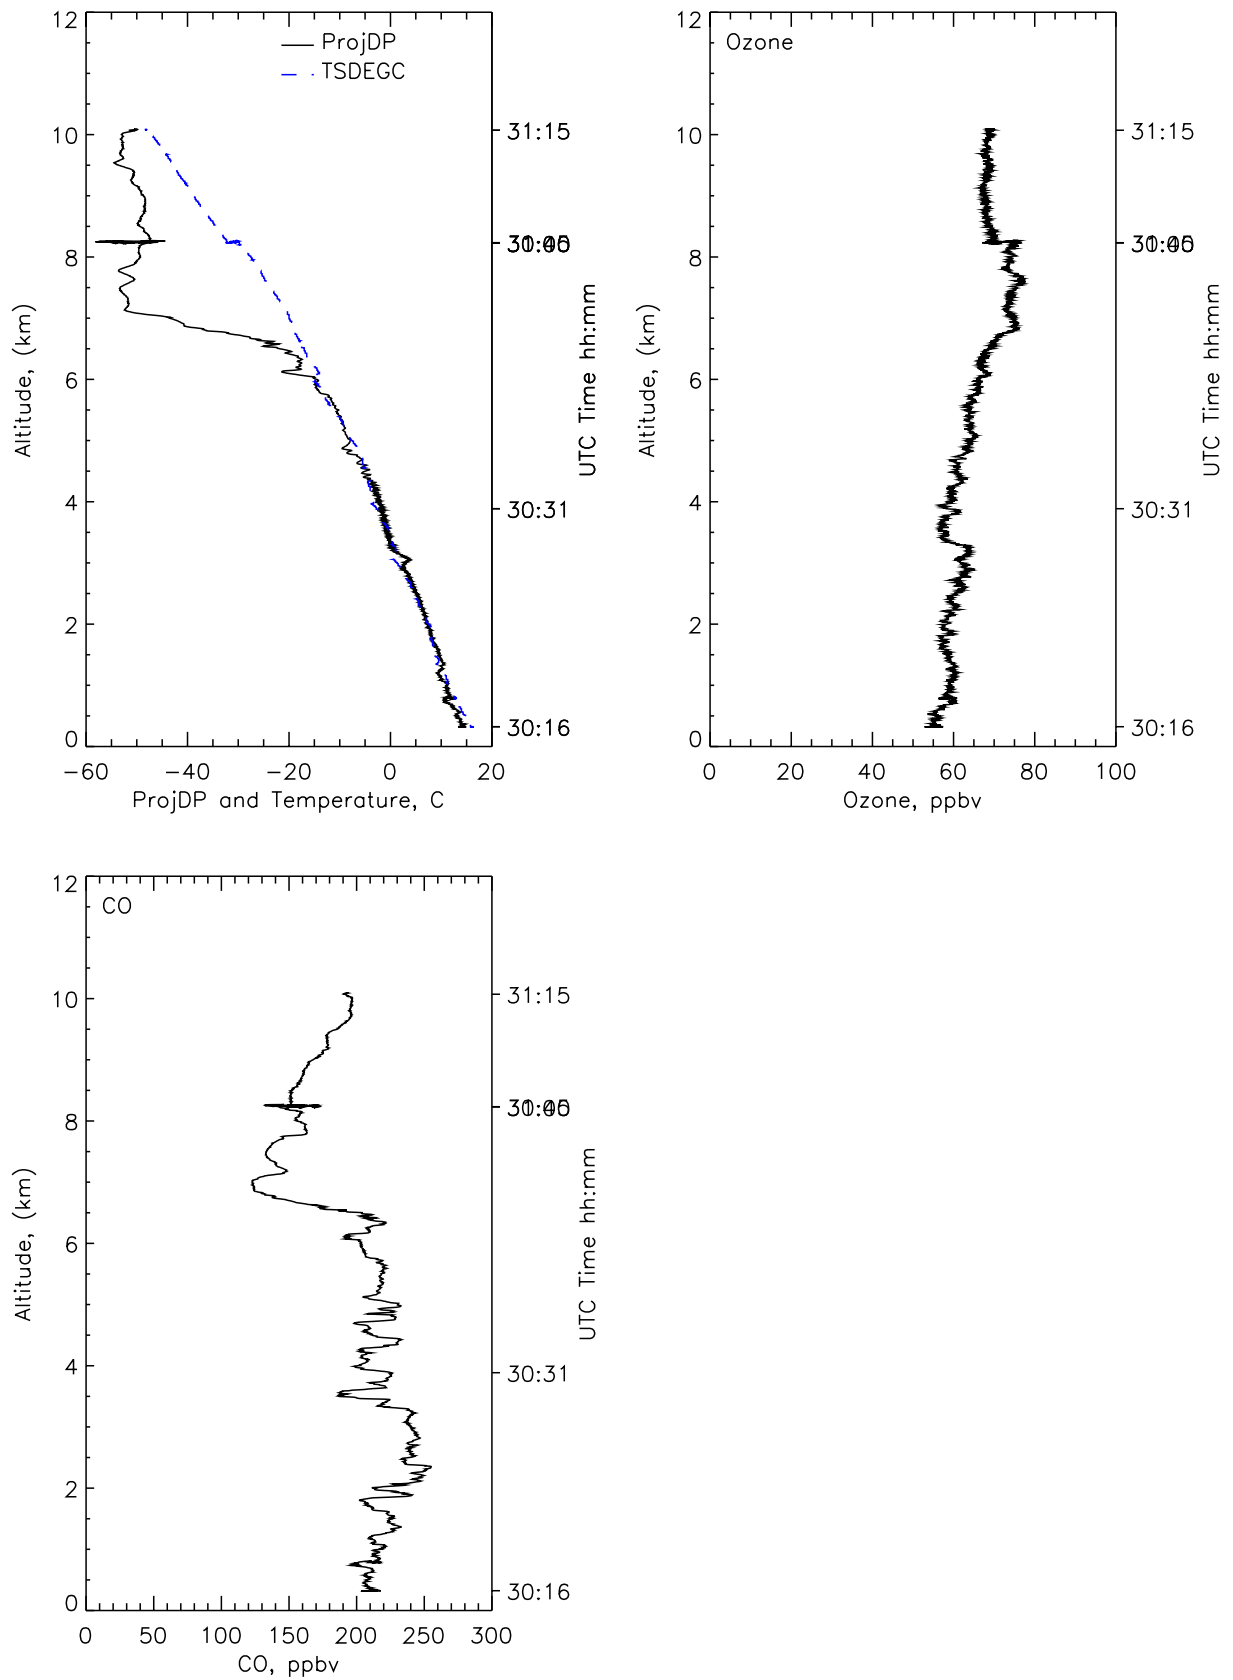 12
10
8
6
4
2
0
Altitude, (km)
ProjDP
TSDEGC
31:15
30:31
30:16
UTC Time hh:mm
-60 -40 -20 0 20
ProjDP and Temperature, C
12
10
8
6
4
2
0
Altitude, (km)
Ozone
31:15
30:31
30:16
UTC Time hh:mm
0 20 40 60 80 100
Ozone, ppbv
12
10
8
6
4
2
0
Altitude, (km)
CO
31:15
30:31
30:16
UTC Time hh:mm
0 50 100 150 200 250 300
CO, ppbv